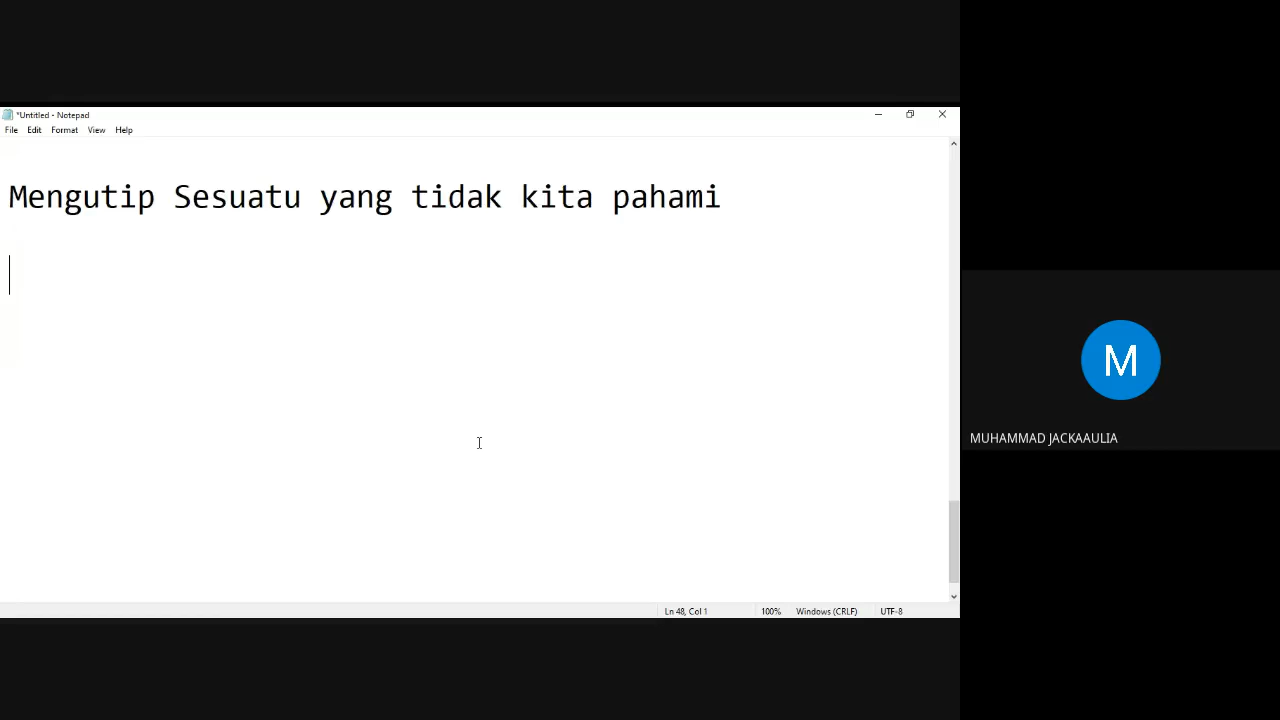 *Untitled - Notepad
File Edit Format View Help
Mengutip Sesuatu yang tidak kita pahami
M
MUHAMMAD JACKAAULIA
Ln 48, Col 1 100% Windows (CRLF) UTF-8